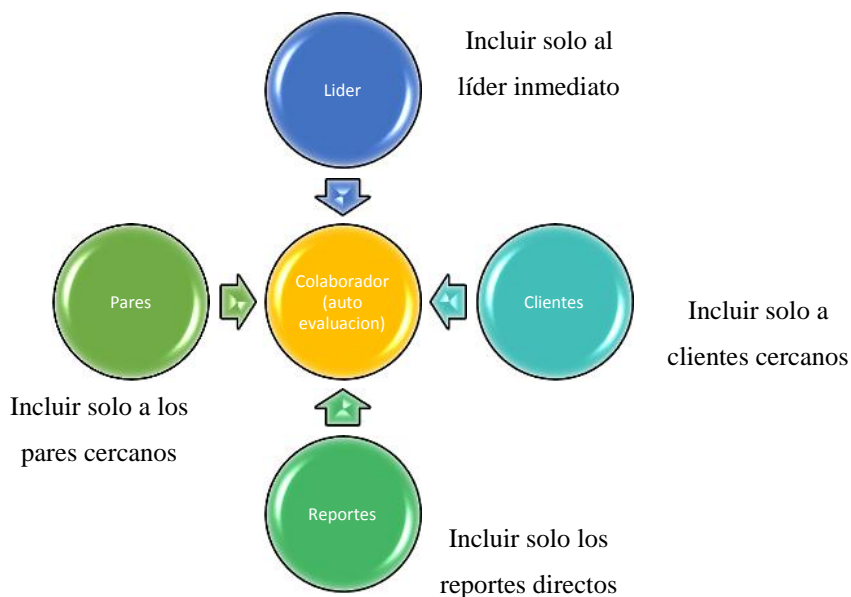 Lider
Incluir solo al
líder inmediato
Pares
Incluir solo a los
pares cercanos
Colaborador
(auto
evaluacion)
Clientes
Incluir solo a
clientes cercanos
Reportes
Incluir solo los
reportes directos